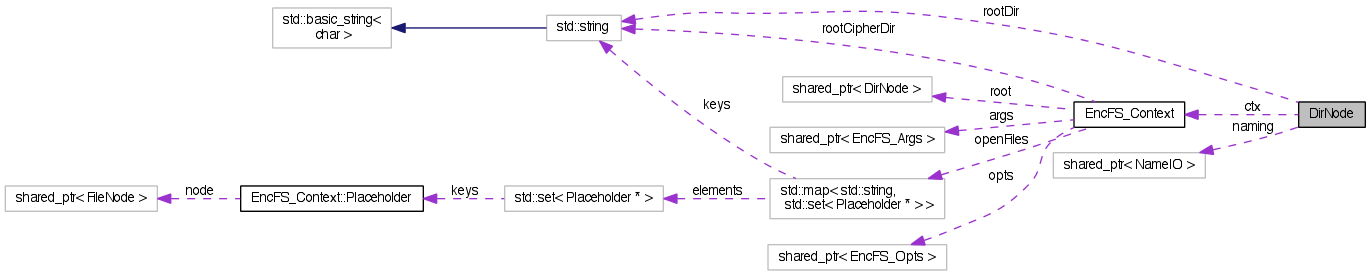 std::basic_string<
char >
std::string
rootDir
rootCipherDir
keys
shared_ptr< DirNode >
root
args
shared_ptr< EncFS_Args >
openFiles
opts
EncFS_Context
ctx
naming
DirNode
shared_ptr< NameIO >
shared_ptr< FileNode >
node
EncFS_Context::Placeholder
keys
std::set< Placeholder * >
elements
std::map< std::string,
std::set< Placeholder * > >
shared_ptr< EncFS_Opts >